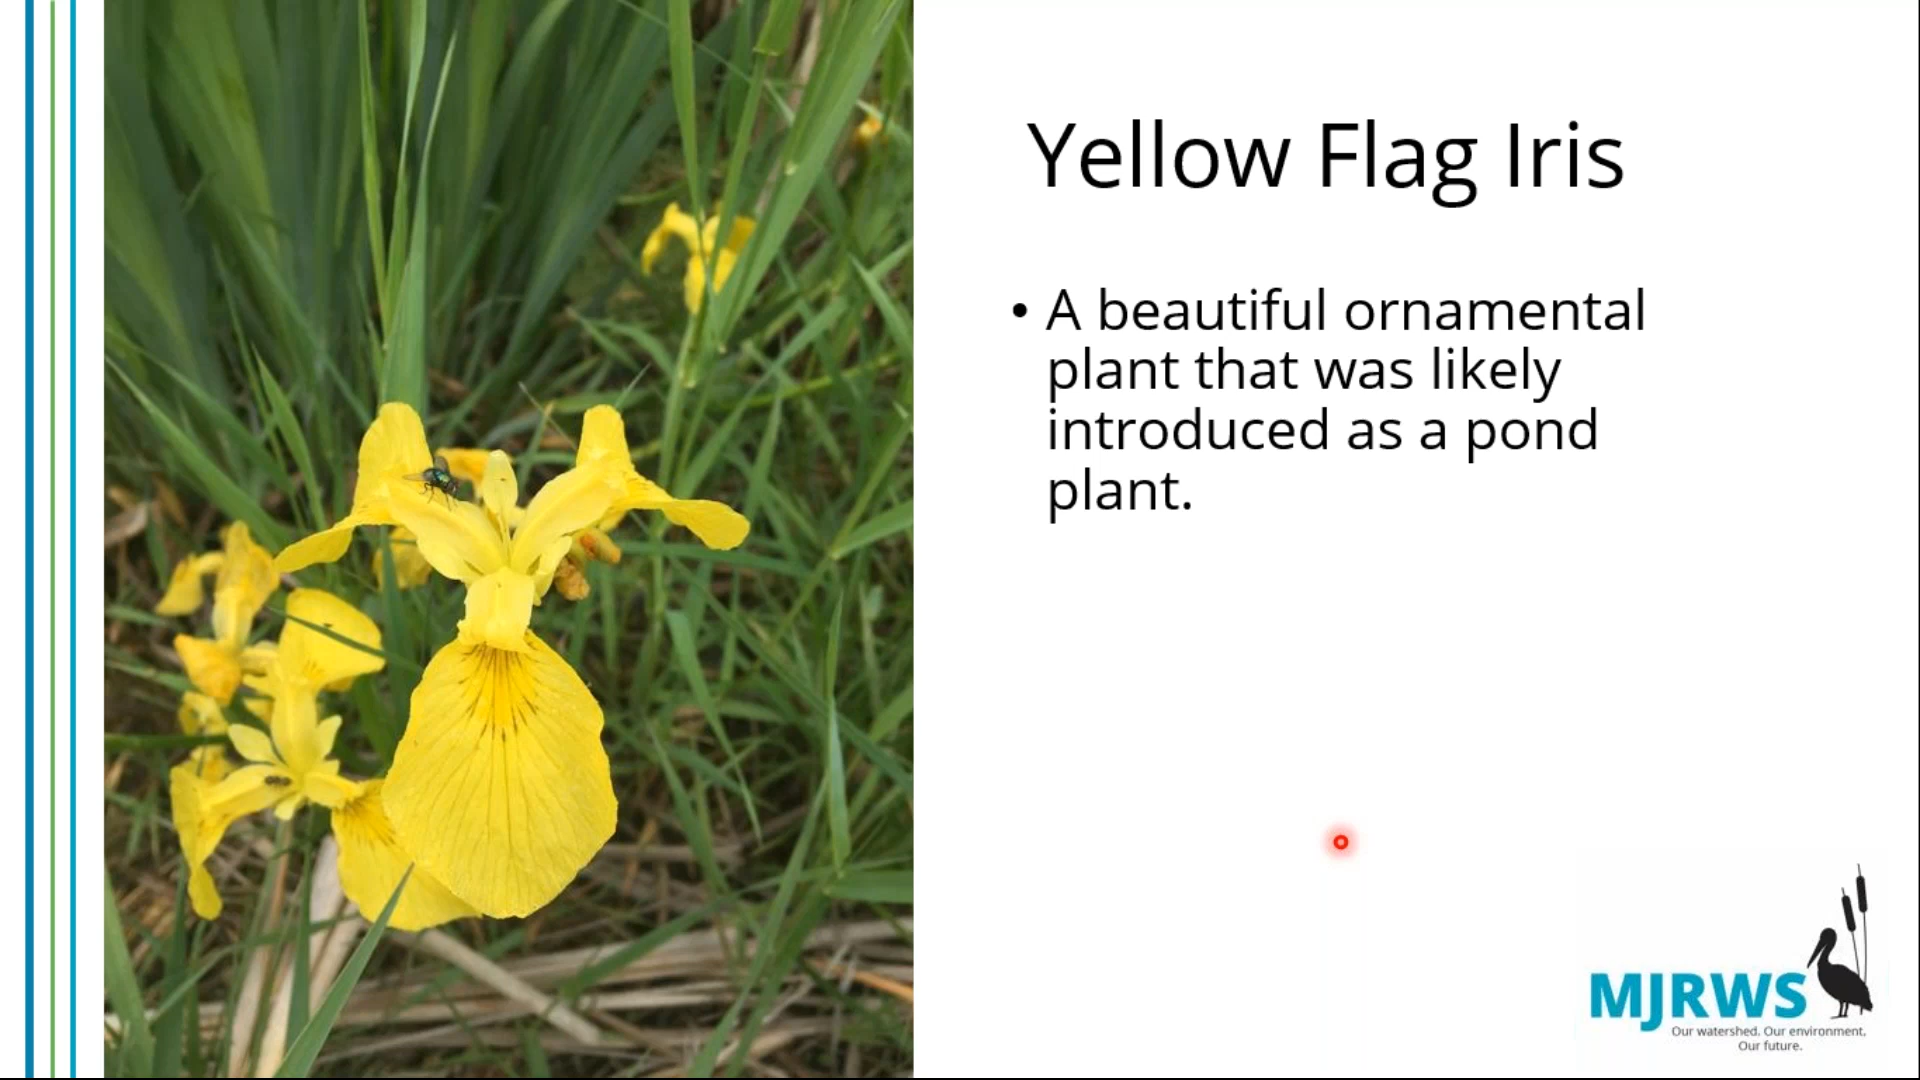 Yellow Flag Iris
• A beautiful ornamental
plant that was likely
introduced as a pond
plant.
MJRWS
Our watershed. Our environment.
Our future.